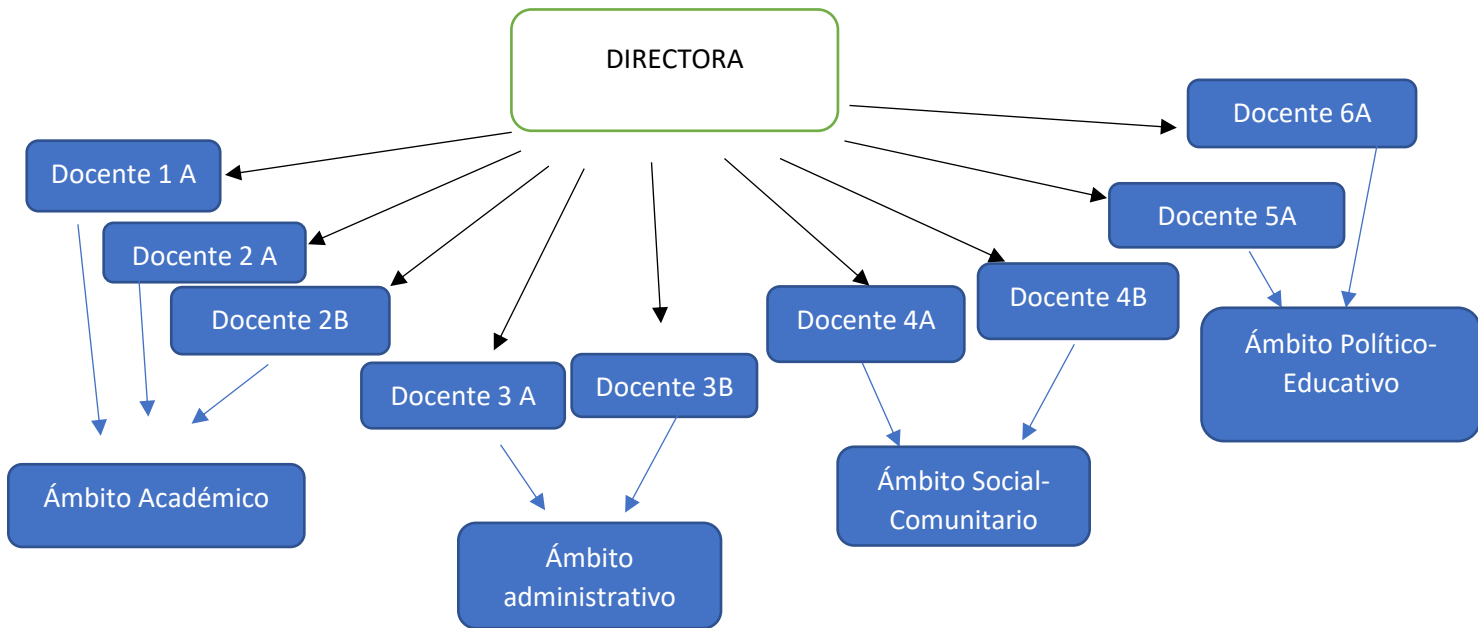 DIRECTORA
Docente 6A
Docente 1 A
Docente 5A
Docente 2 A
Docente 2B
Docente 4A
Docente 4B
Docente 3 A
Docente 3B
Ámbito Político-
Educativo
Ámbito Académico
Ámbito Social-
Comunitario
Ámbito
administrativo